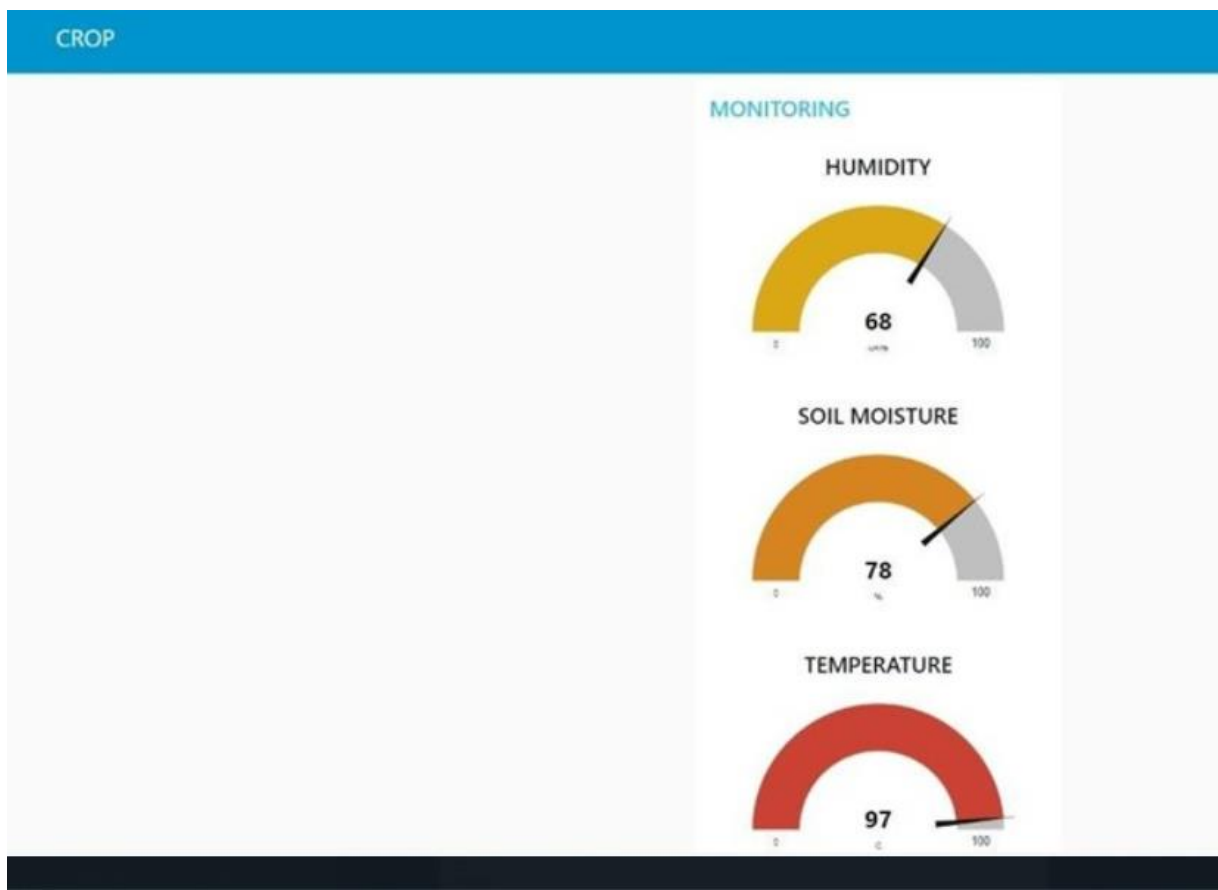 CROP
MONITORING
HUMIDITY
68
0 100
SOIL MOISTURE
78
%
0 100
TEMPERATURE
97
C
0 100